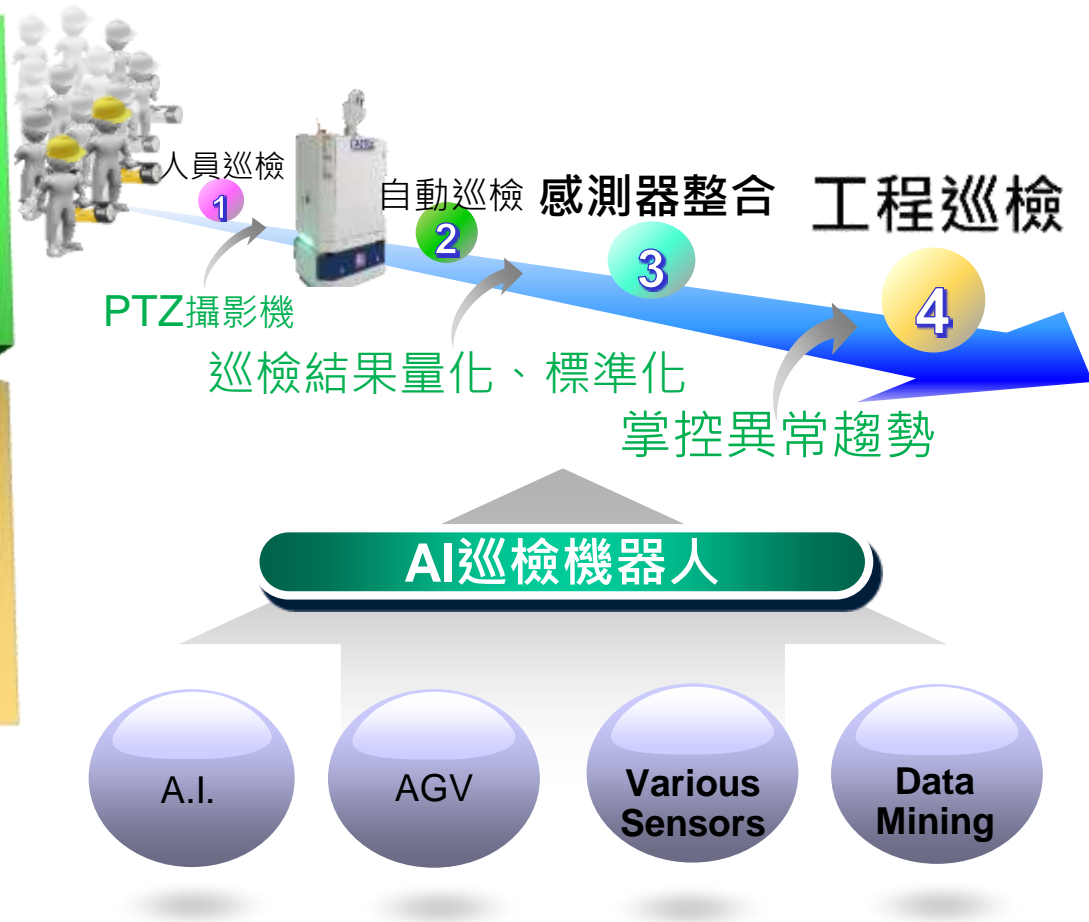 人員巡檢
1
自動巡檢
2
感測器整合
3
工程巡檢
4
PTZ攝影機
巡檢結果量化、標準化
掌控異常趨勢
AI巡檢機器人
A.I.
AGV
Various
Sensors
Data
Mining